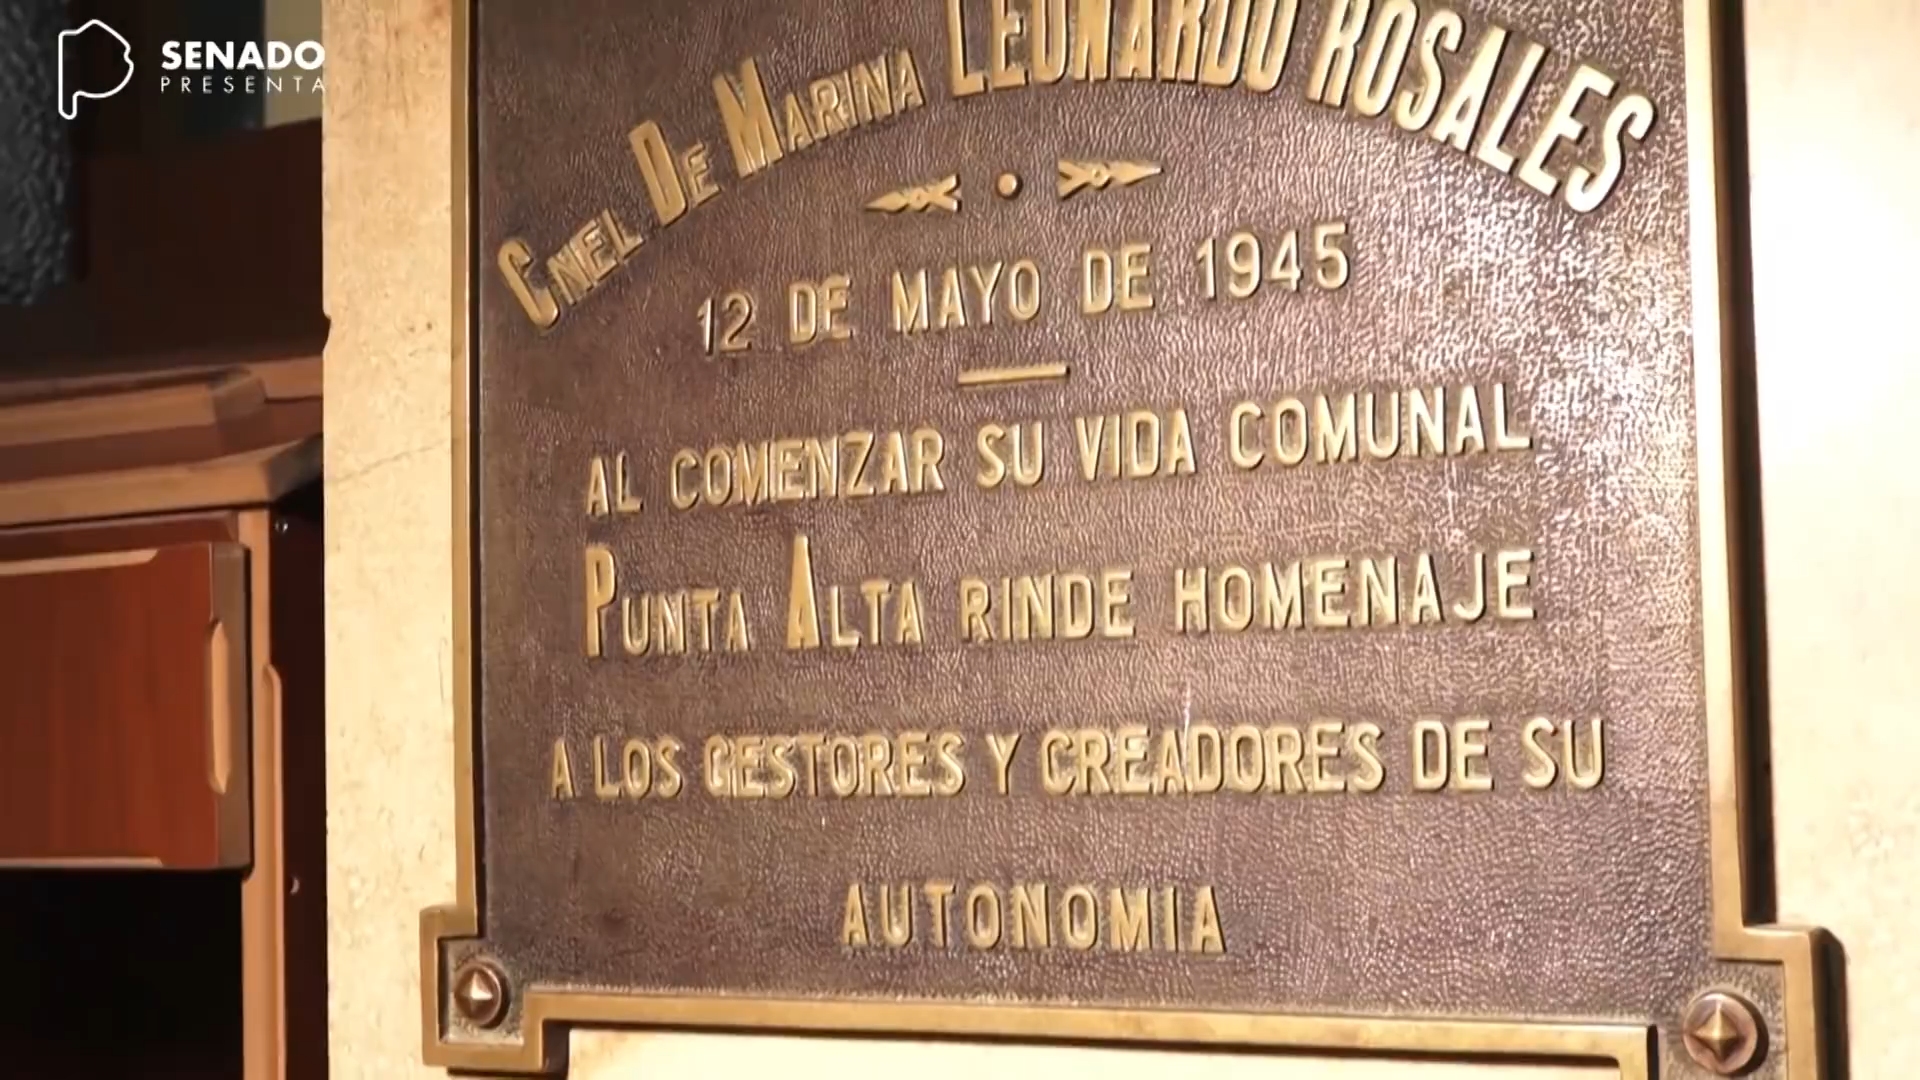 SENADO
PRESENTA
CNEL DE MARINA LEONARDO ROSALES
12 DE MAYO DE 1945
AL COMENZAR SU VIDA COMUNAL
PUNTA ALTA RINDE HOMENAJE
A LOS GESTORES Y CREADORES DE SU
AUTONOMIA